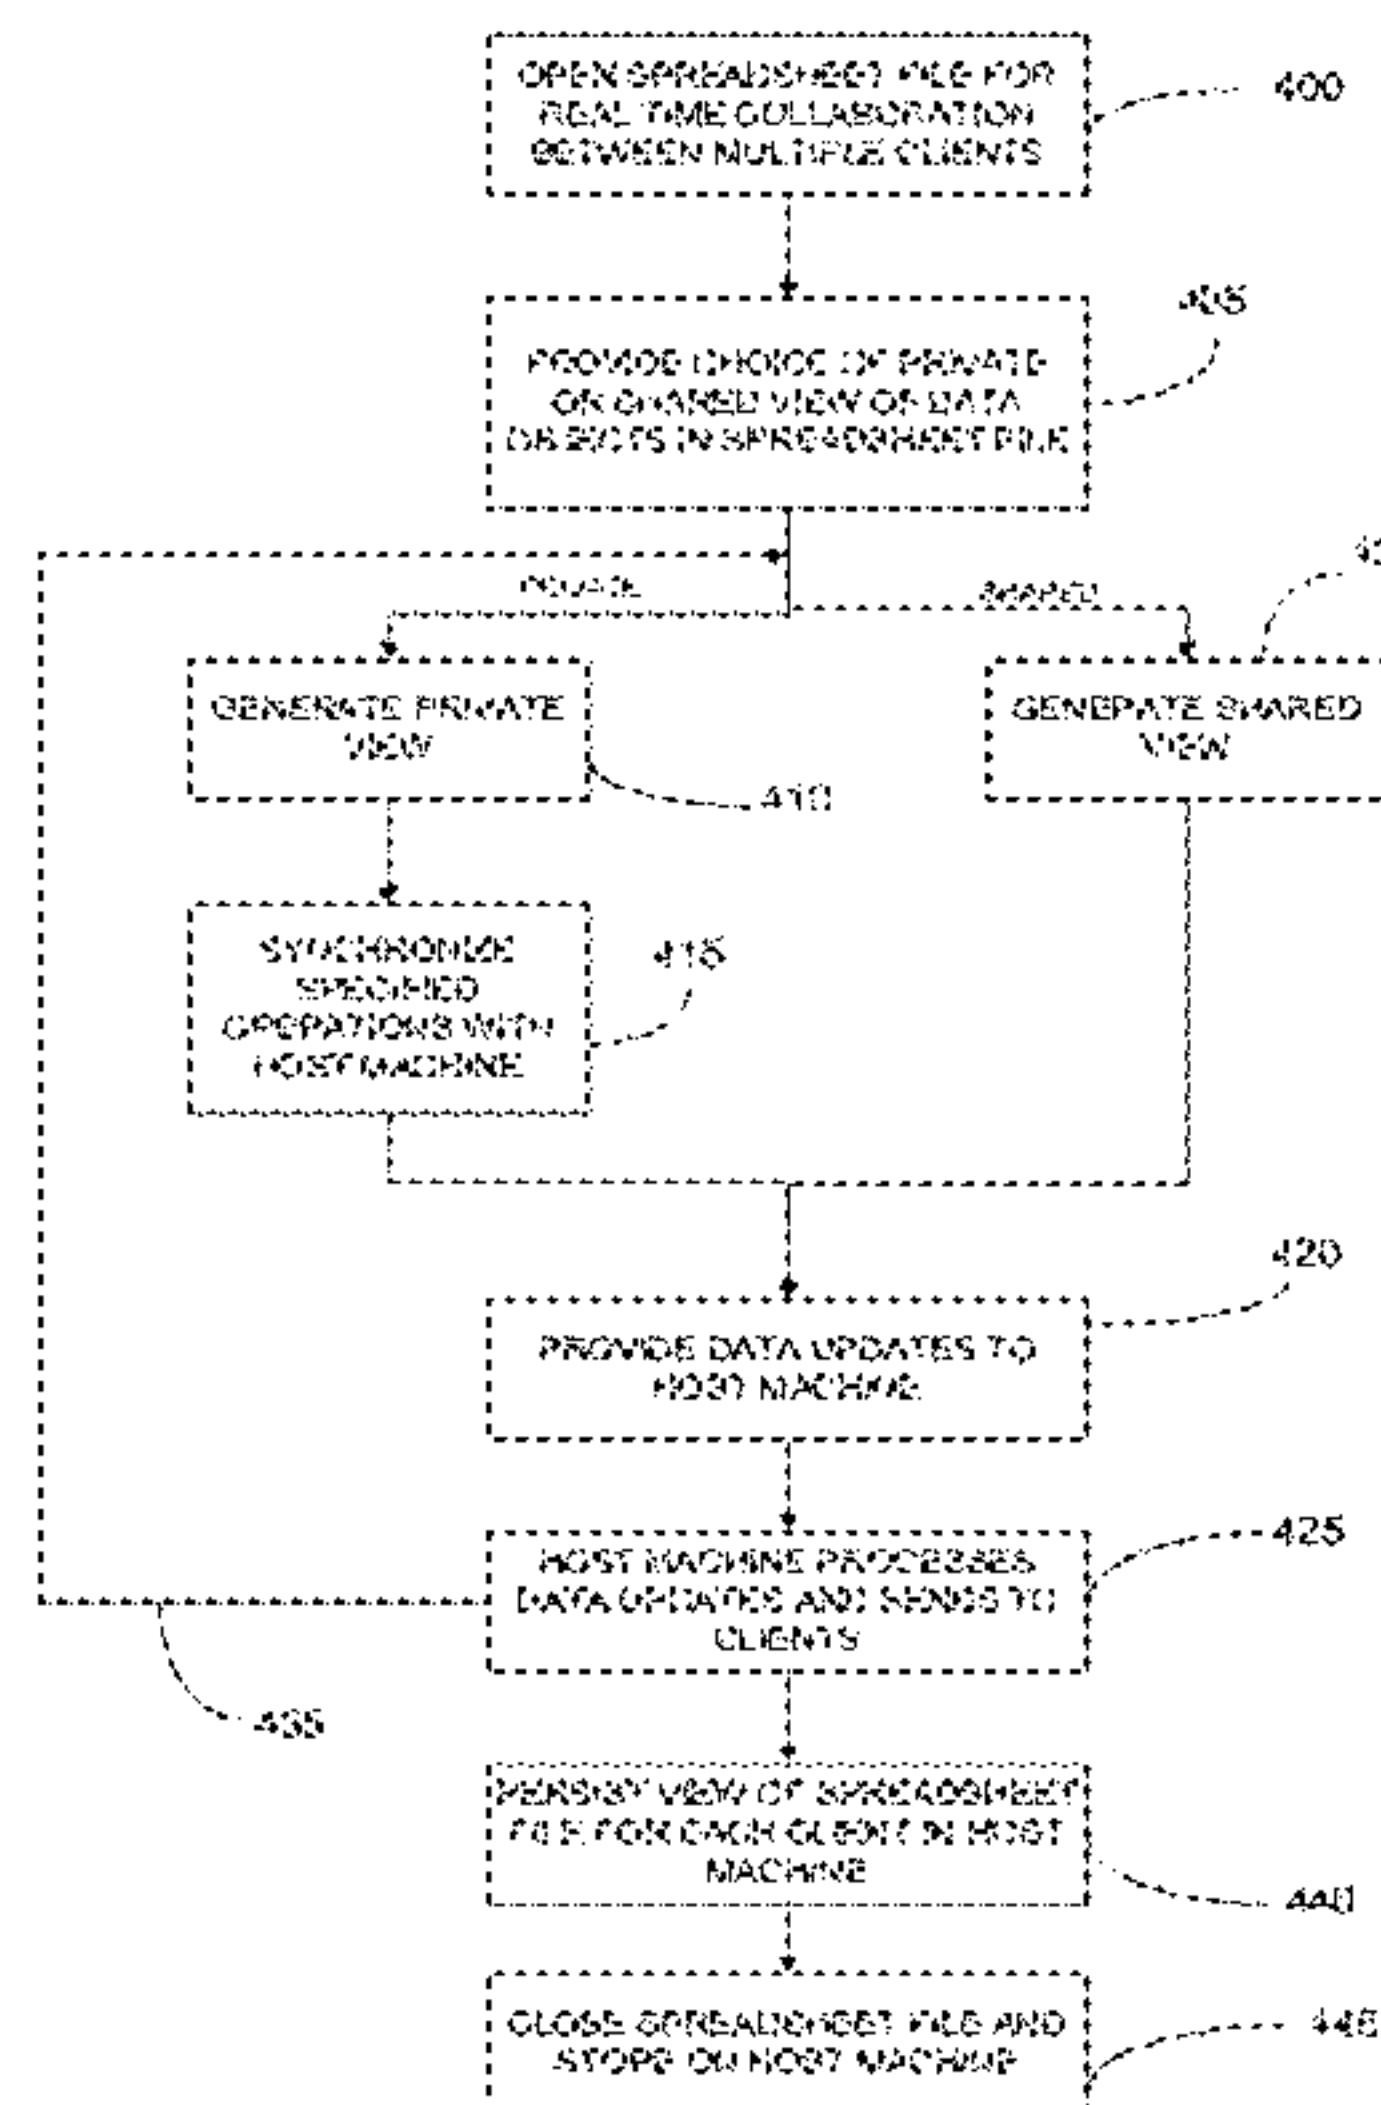 OPEN SPREADSHEET FILE FOR
REAL TIME COLLABORATION
BETWEEN MULTIPLE CLIENTS
400
405
PROVIDE CHOICE OF PRIVATE
OR SHARED VIEW OF DATA
OBJECTS IN SPREADSHEET FILE
PRIVATE
SHARED
GENERATE PRIVATE
VIEW
410
GENERATE SHARED
VIEW
SYNCHRONIZE
SPECIFIED
OPERATIONS WITH
HOST MACHINE
415
420
PROVIDE DATA UPDATES TO
HOST MACHINE
425
HOST MACHINE PROCESSES
DATA UPDATES AND SENDS TO
CLIENTS
435
PERSIST VIEW OF SPREADSHEET
FILE FOR EACH CLIENT IN HOST
MACHINE
440
CLOSE SPREADSHEET FILE AND
STORE ON HOST MACHINE
445